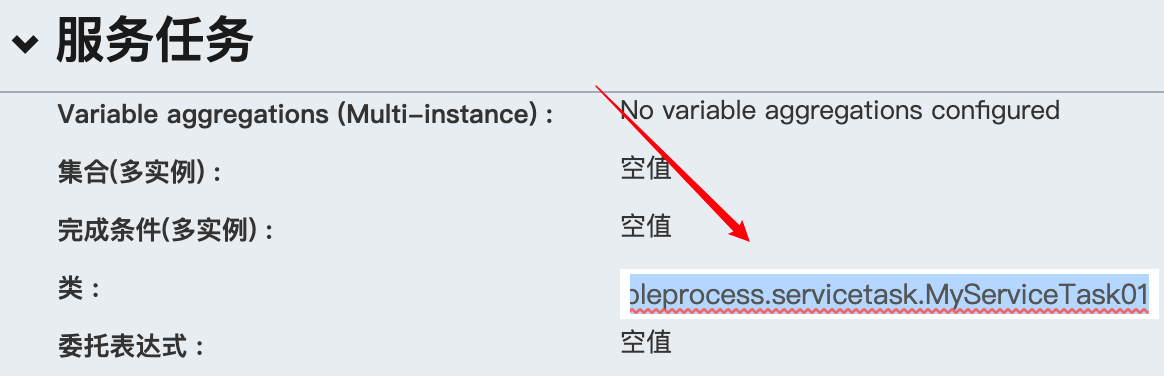 服务任务
Variable aggregations (Multi-instance) : No variable aggregations configured
集合(多实例) : 空值
完成条件(多实例) : 空值
类 : pleprocess.servicetask.MyServiceTask01
委托表达式 : 空值